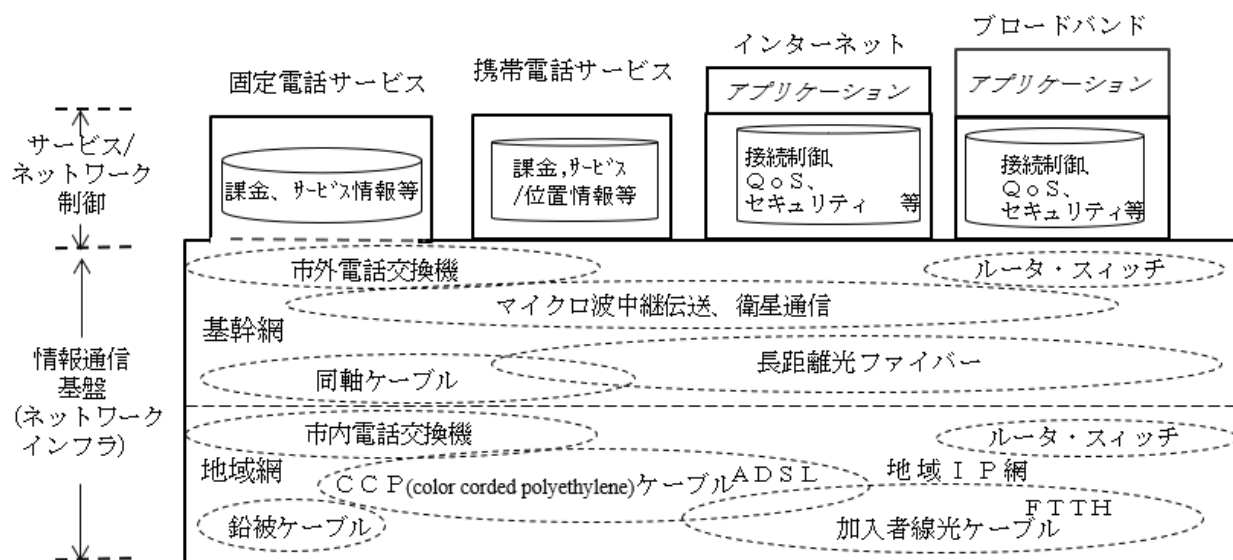 ブロードバンド
インターネット
固定電話サービス
携帯電話サービス
アプリケーション
アプリケーション
サービス/
ネットワーク
制御
課金、サービス情報等
課金,サービス
/位置情報等
接続制御、
QoS、
セキュリティ 等
接続制御、
QoS、
セキュリティ等
情報通信
基盤
(ネットワーク
インフラ)
市外電話交換機
ルータ・スィッチ
マイクロ波中継伝送、衛星通信
基幹網
長距離光ファイバー
同軸ケーブル
市内電話交換機
ルータ・スィッチ
地域網
CCP(color corded polyethylene)ケーブル
ADSL
地域IP網
FTTH
鉛被ケーブル
加入者線光ケーブル